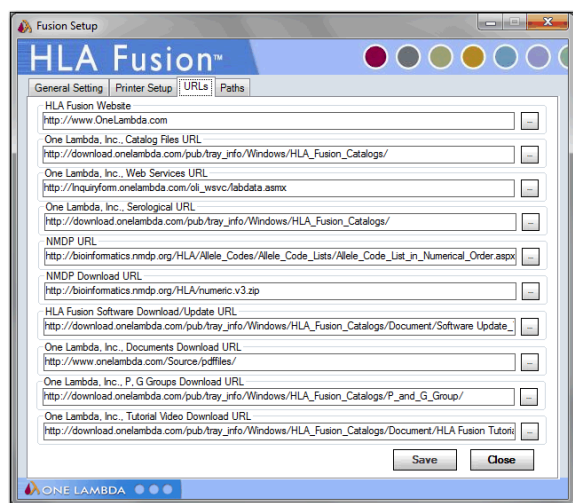 Fusion Setup
HLA Fusion™
General Setting Printer Setup URLs Paths
HLA Fusion Website
http://www.OneLambda.com
...
One Lambda, Inc., Catalog Files URL
http://download.onelambda.com/pub/tray_info/Windows/HLA_Fusion_Catalogs/
...
One Lambda, Inc., Web Services URL
http://Inquiryform.onelambda.com/oli_wsvc/labdata.asmx
...
One Lambda, Inc., Serological URL
http://download.onelambda.com/pub/tray_info/Windows/HLA_Fusion_Catalogs/
...
NMDP URL
http://bioinformatics.nmdp.org/HLA/Allele_Codes/Allele_Code_Lists/Allele_Code_List_in_Numerical_Order.aspx
...
NMDP Download URL
http://bioinformatics.nmdp.org/HLA/numeric.v3.zip
...
HLA Fusion Software Download/Update URL
http://download.onelambda.com/pub/tray_info/Windows/HLA_Fusion_Catalogs/Document/Software Update_
...
One Lambda, Inc., Documents Download URL
http://www.onelambda.com/Source/pdffiles/
...
One Lambda, Inc., P, G Groups Download URL
http://download.onelambda.com/pub/tray_info/Windows/HLA_Fusion_Catalogs/P_and_G_Group/
...
One Lambda, Inc., Tutorial Video Download URL
http://download.onelambda.com/pub/tray_info/Windows/HLA_Fusion_Catalogs/Document/HLA Fusion Tutoria
...
Save Close
ONE LAMBDA